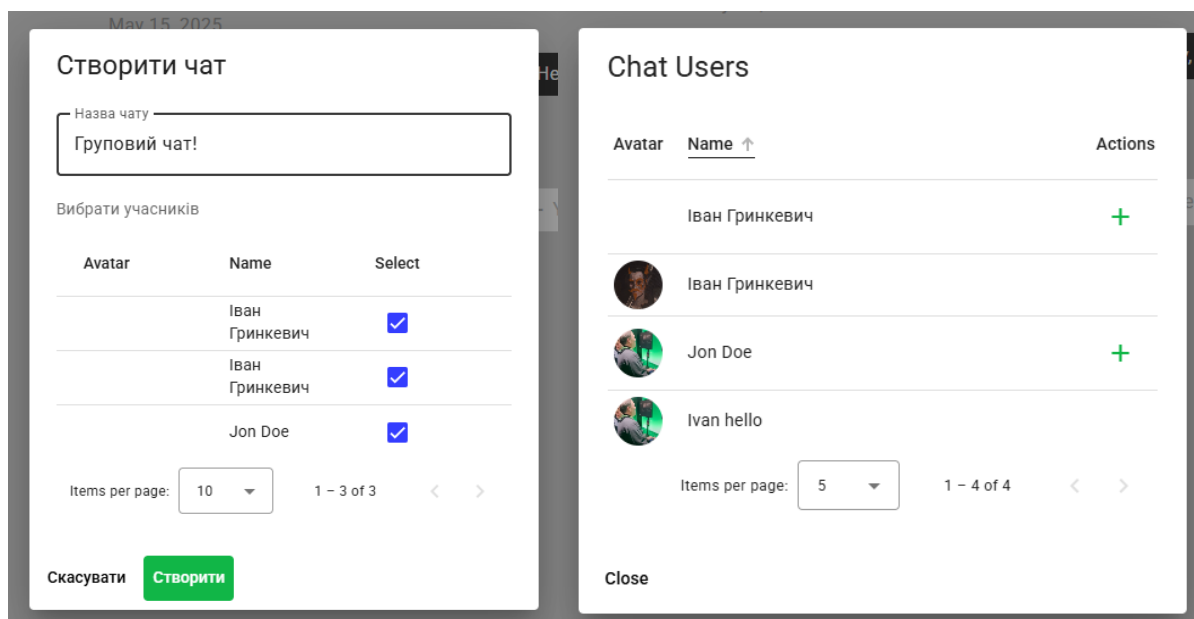 May 15, 2025
Створити чат
Назва чату
Груповий чат!
Вибрати учасників
Avatar Name Select
Іван
Гринкевич
Іван
Гринкевич
Jon Doe
Items per page: 10 1 – 3 of 3
Скасувати Створити
He
Chat Users
Avatar Name Actions
Іван Гринкевич
Іван Гринкевич
Jon Doe
Ivan hello
Items per page: 5 1 – 4 of 4
Close